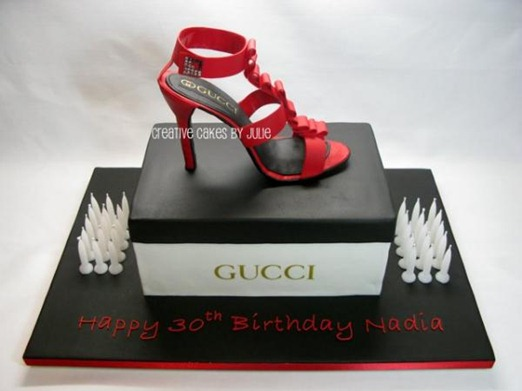 GUCCI
CREATIVE CAKES BY JULIE
GUCCI
Happy 30th Birthday Nadia